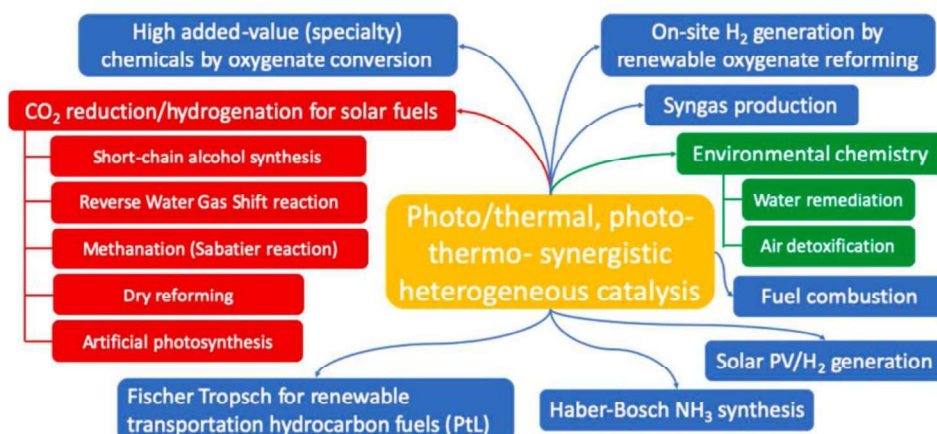 High added-value (specialty)
chemicals by oxygenate conversion
On-site H₂ generation by
renewable oxygenate reforming
CO₂ reduction/hydrogenation for solar fuels
Syngas production
Short-chain alcohol synthesis
Reverse Water Gas Shift reaction
Methanation (Sabatier reaction)
Dry reforming
Artificial photosynthesis
Photo/thermal, photo-
thermo- synergistic
heterogeneous catalysis
Environmental chemistry
Water remediation
Air detoxification
Fuel combustion
Solar PV/H₂ generation
Fischer Tropsch for renewable
transportation hydrocarbon fuels (PtL)
Haber-Bosch NH₃ synthesis